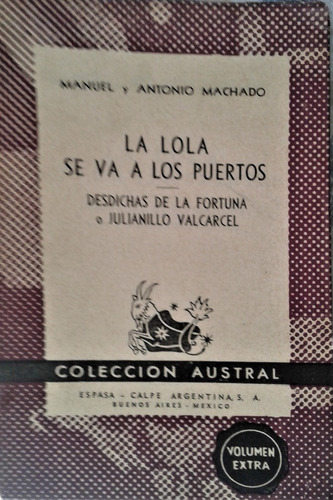 MANUEL y ANTONIO MACHADO
LA LOLA
SE VA A LOS PUERTOS
DESDICHAS DE LA FORTUNA
o JULIANILLO VALCARCEL
COLECCION AUSTRAL
ESPASA - CALPE ARGENTINA, S. A.
BUENOS AIRES - MEXICO
VOLUMEN
EXTRA